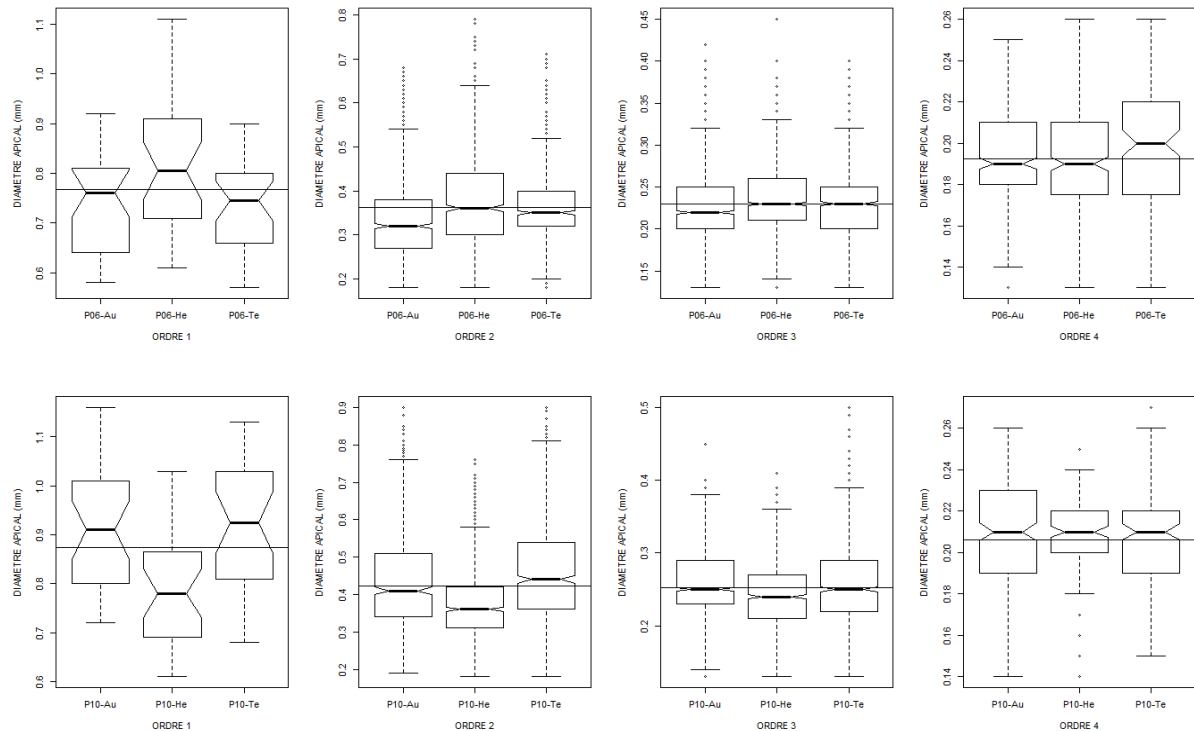 DIAMETRE APICAL (mm)
1.1
1.0
0.9
0.8
0.7
0.6
P06-Au P06-He P06-Te
ORDRE 1
DIAMETRE APICAL (mm)
0.8
0.7
0.6
0.5
0.4
0.3
0.2
P06-Au P06-He P06-Te
ORDRE 2
DIAMETRE APICAL (mm)
0.45
0.40
0.35
0.30
0.25
0.20
0.15
P06-Au P06-He P06-Te
ORDRE 3
DIAMETRE APICAL (mm)
0.26
0.24
0.22
0.20
0.18
0.16
0.14
P06-Au P06-He P06-Te
ORDRE 4
DIAMETRE APICAL (mm)
1.1
1.0
0.9
0.8
0.7
0.6
P10-Au P10-He P10-Te
ORDRE 1
DIAMETRE APICAL (mm)
0.9
0.8
0.7
0.6
0.5
0.4
0.3
0.2
P10-Au P10-He P10-Te
ORDRE 2
DIAMETRE APICAL (mm)
0.5
0.4
0.3
0.2
P10-Au P10-He P10-Te
ORDRE 3
DIAMETRE APICAL (mm)
0.26
0.24
0.22
0.20
0.18
0.16
0.14
P10-Au P10-He P10-Te
ORDRE 4